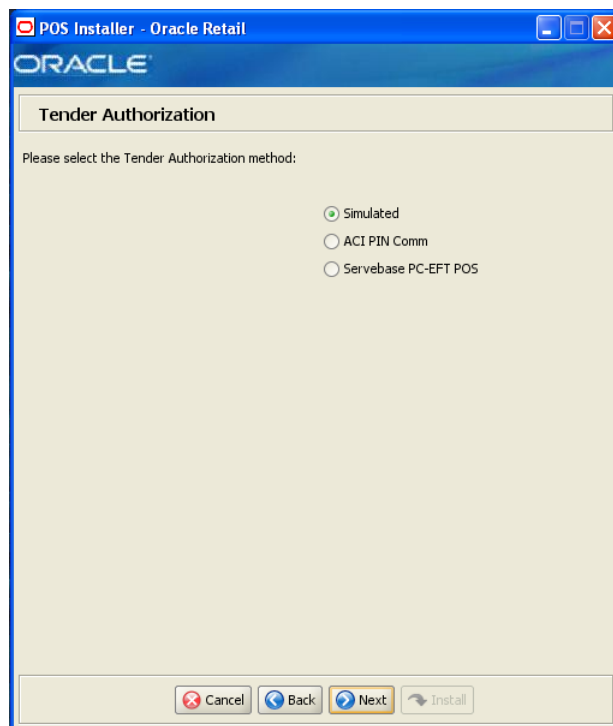 POS Installer - Oracle Retail
ORACLE
Tender Authorization
Please select the Tender Authorization method:
Simulated
ACI PIN Comm
Servebase PC-EFT POS
Cancel Back Next Install